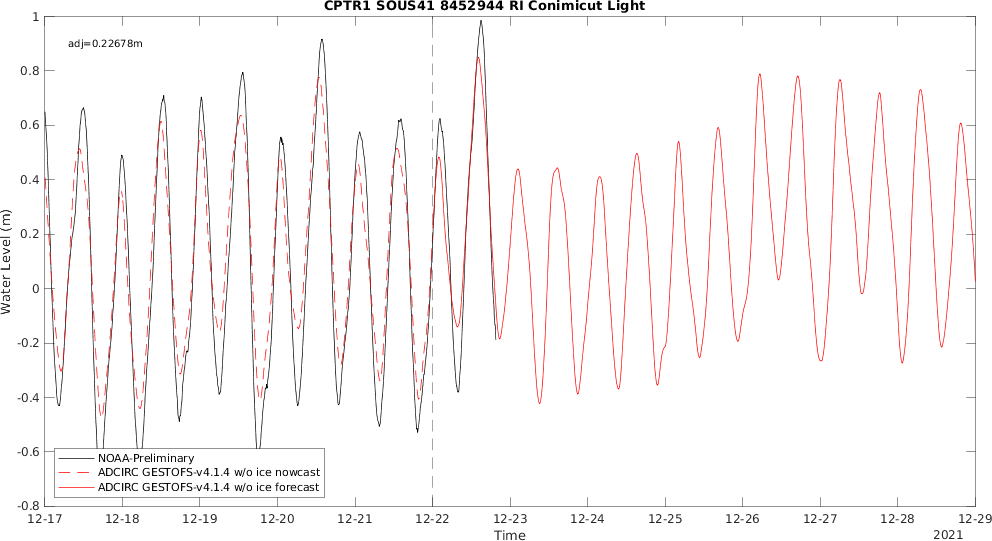 CPTR1 SOUS41 8452944 RI Conimicut Light
adj=0.22678m
1
0.8
0.6
0.4
0.2
0
-0.2
-0.4
-0.6
-0.8
Water Level (m)
NOAA-Preliminary
ADCIRC GESTOFS-v4.1.4 w/o ice nowcast
ADCIRC GESTOFS-v4.1.4 w/o ice forecast
12-17 12-18 12-19 12-20 12-21 12-22 12-23 12-24 12-25 12-26 12-27 12-28 12-29
Time
2021